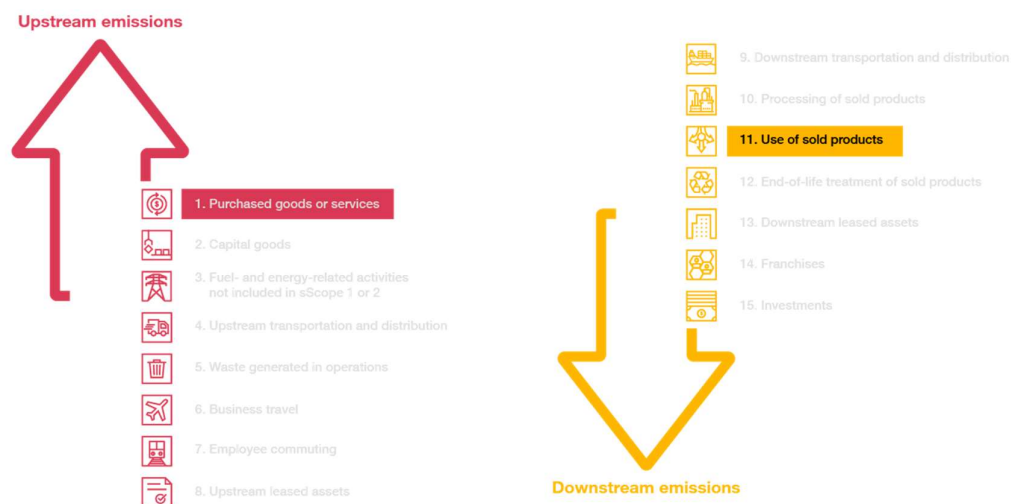 Upstream emissions
1. Purchased goods or services
2. Capital goods
3. Fuel- and energy-related activities
not included in sScope 1 or 2
4. Upstream transportation and distribution
5. Waste generated in operations
6. Business travel
7. Employee commuting
8. Upstream leased assets
9. Downstream transportation and distribution
10. Processing of sold products
11. Use of sold products
12. End-of-life treatment of sold products
13. Downstream leased assets
14. Franchises
15. Investments
Downstream emissions